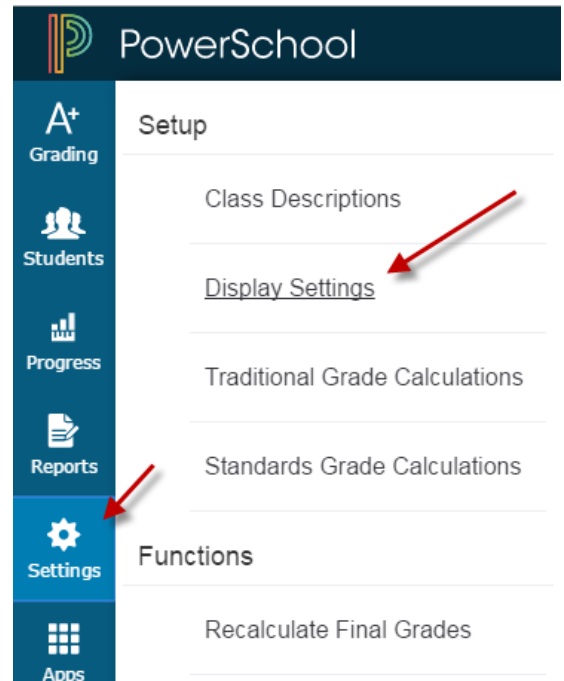 PowerSchool
A+
Grading
Students
Progress
Reports
Settings
Apps
Setup
Class Descriptions
Display Settings
Traditional Grade Calculations
Standards Grade Calculations
Functions
Recalculate Final Grades